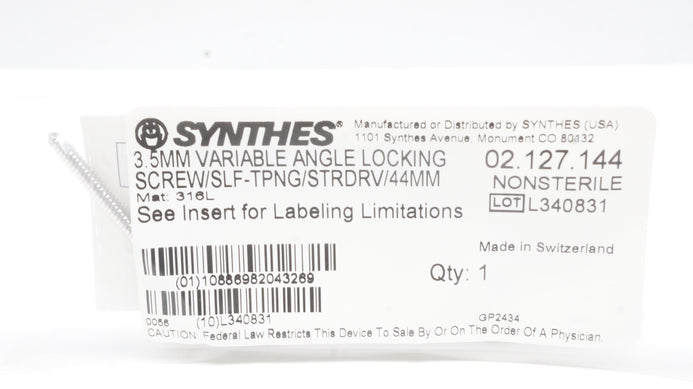 SYNTHES®
Manufactured or Distributed by SYNTHES (USA)
1101 Synthes Avenue, Monument CO 80132
3.5MM VARIABLE ANGLE LOCKING
SCREW/SLF-TPNG/STRDRV/44MM
Mat: 316L
See Insert for Labeling Limitations
02.127.144
NONSTERILE
LOT L340831
Made in Switzerland
(01)10886982043269
Qty: 1
(10)L340831
0086
GP2434
CAUTION: Federal Law Restricts This Device To Sale By Or On The Order Of A Physician.